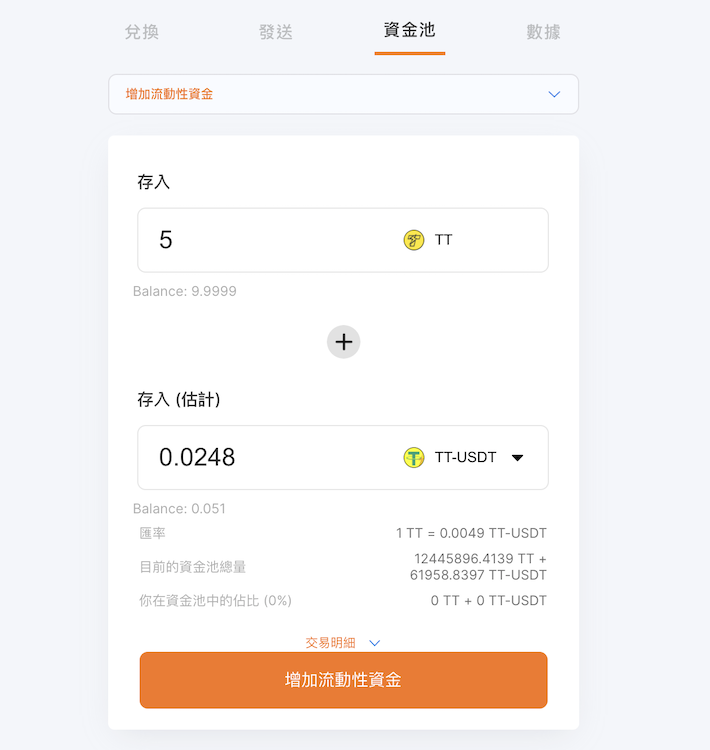 兌換
發送
資金池
數據
增加流動性資金
存入
5
TT
Balance: 9.9999
存入 (估計)
0.0248
TT-USDT
Balance: 0.051
匯率
1 TT = 0.0049 TT-USDT
目前的資金池總量
12445896.4139 TT +
61958.8397 TT-USDT
你在資金池中的佔比 (0%)
0 TT + 0 TT-USDT
交易明細
增加流動性資金